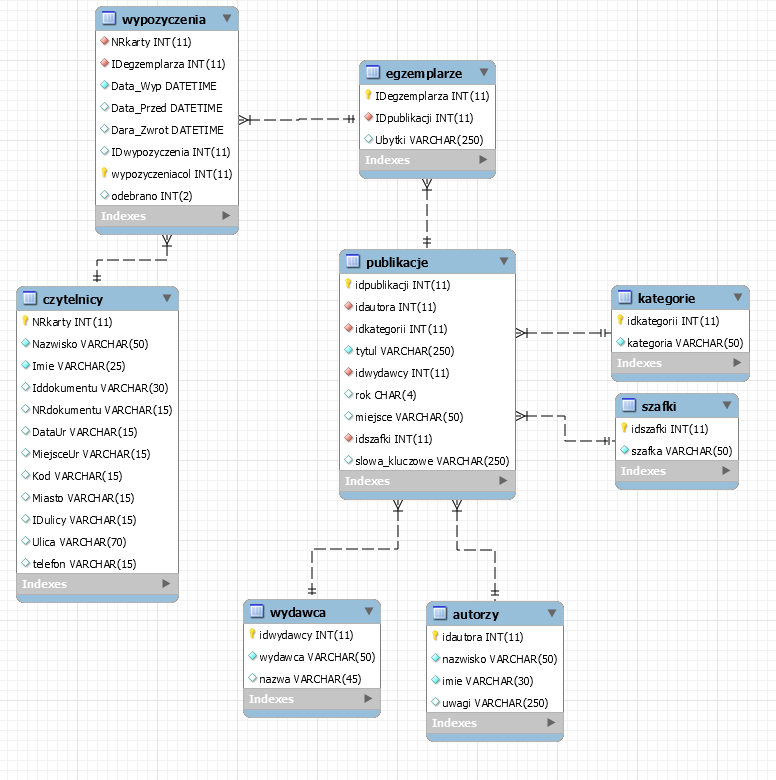 wypozyczenia
NRkarty INT(11)
IDegzemplarza INT(11)
Data_Wyp DATETIME
Data_Przed DATETIME
Dara_Zwrot DATETIME
IDwypozyczenia INT(11)
wypozyczeniacol INT(11)
odebrano INT(2)
Indexes
egzemplarze
IDegzemplarza INT(11)
IDpublikacji INT(11)
Ubytki VARCHAR(250)
Indexes
czytelnicy
NRkarty INT(11)
Nazwisko VARCHAR(50)
Imie VARCHAR(25)
Iddokumentu VARCHAR(30)
NRdokumentu VARCHAR(15)
DataUr VARCHAR(15)
MiejsceUr VARCHAR(15)
Kod VARCHAR(15)
Miasto VARCHAR(15)
IDulicy VARCHAR(15)
Ulica VARCHAR(70)
telefon VARCHAR(15)
Indexes
publikacje
idpublikacji INT(11)
idautora INT(11)
idkategorii INT(11)
tytul VARCHAR(250)
idwydawcy INT(11)
rok CHAR(4)
miejsce VARCHAR(50)
idszafki INT(11)
slowa_kluczowe VARCHAR(250)
Indexes
kategorie
idkategorii INT(11)
kategoria VARCHAR(50)
Indexes
szafki
idszafki INT(11)
szafka VARCHAR(50)
Indexes
wydawca
idwydawcy INT(11)
wydawca VARCHAR(50)
nazwa VARCHAR(45)
Indexes
autorzy
idautora INT(11)
nazwisko VARCHAR(50)
imie VARCHAR(30)
uwagi VARCHAR(250)
Indexes